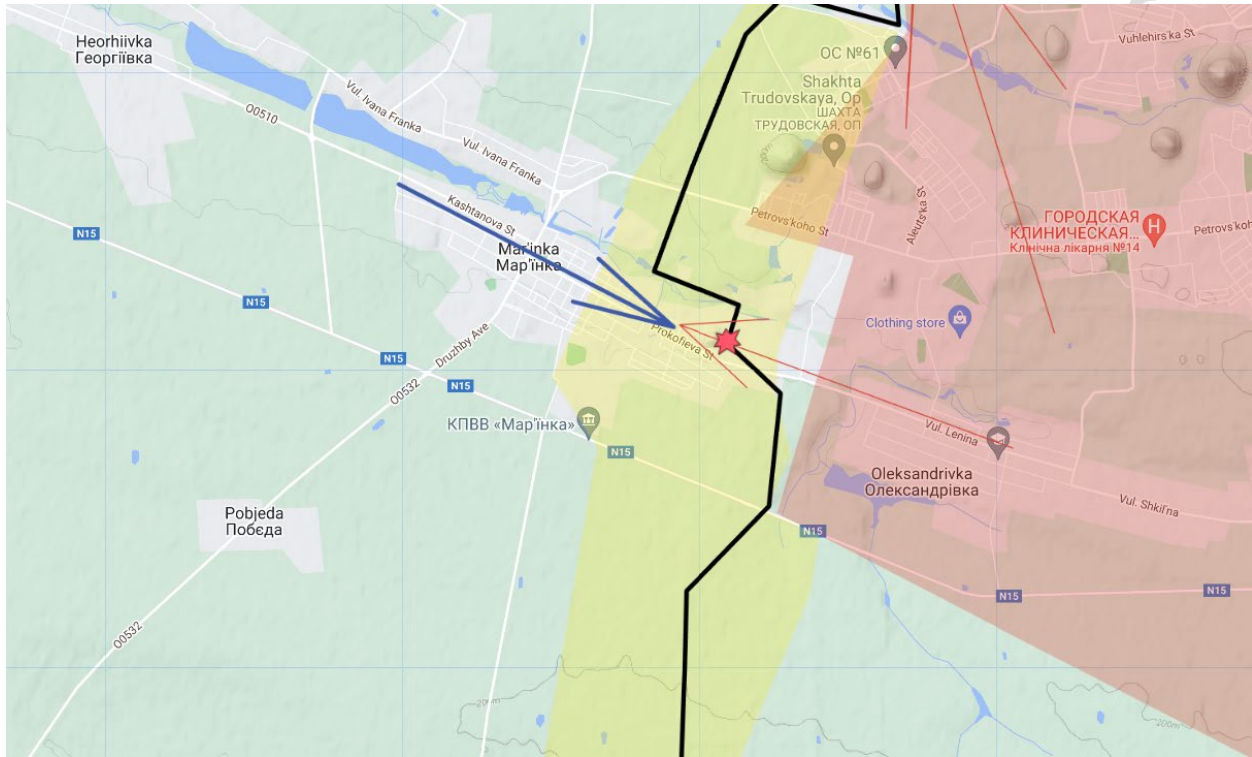 Heorhiivka
Георгіївка
O0510
Vul. Ivana Franka
Vul. Ivana Franka
Kashtanova St
Mar'inka
Мар'їнка
N15
N15
N15
N15
Druzhby Ave
O0532
Prokofieva St
КПВВ «Мар'їнка»
N15
Pobjeda
Побєда
O0532
ОС №61
Shakhta
Trudovskaya, Op
ШАХТА
ТРУДОВСКАЯ, ОП
Petrovs'koho St
Aleuts'ka St
Vuhlehirs'ka St
ГОРОДСКАЯ
КЛИНИЧЕСКАЯ...
Клінічна лікарня №14
H
Petrovs'koh
Clothing store
Vul. Lenina
Oleksandrivka
Олександрівка
Vul. Shkil'na
N15
N15
N15
200m
200m